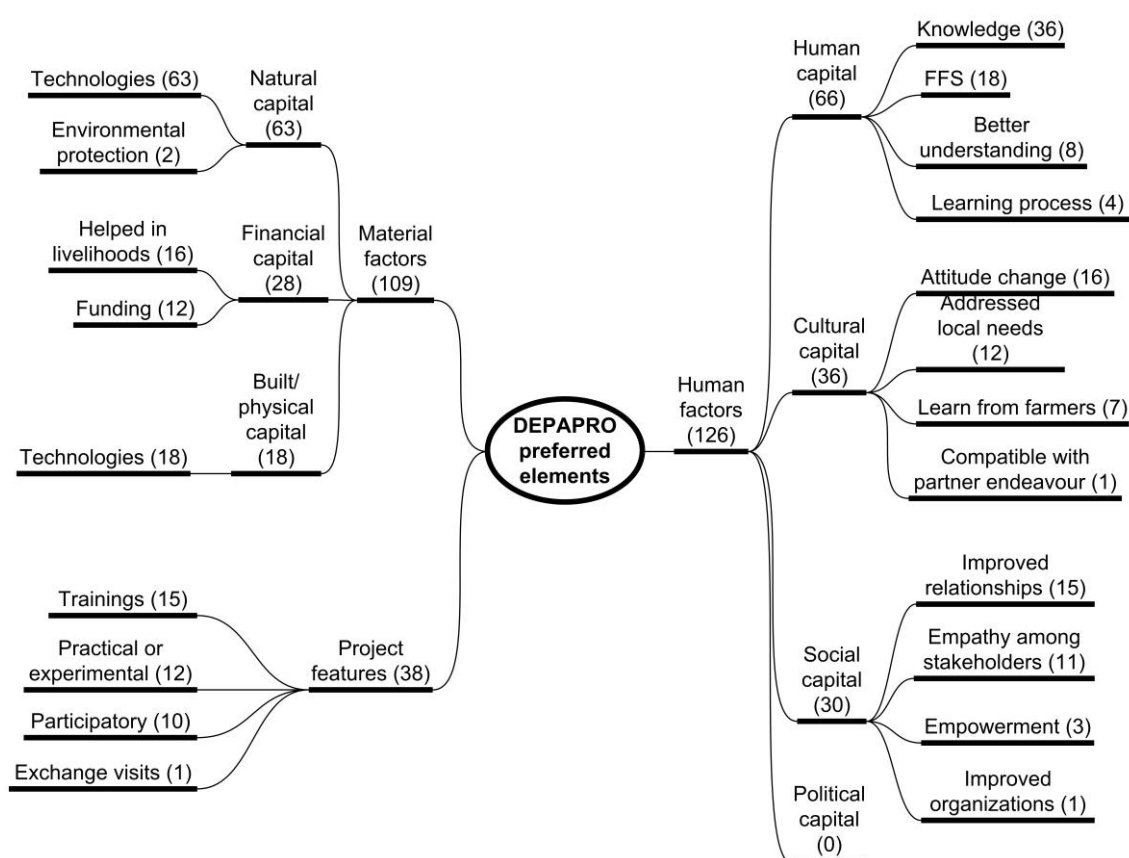 Technologies (63)
Environmental
protection (2)
Natural
capital
(63)
Helped in
livelihoods (16)
Funding (12)
Financial
capital
(28)
Material
factors
(109)
Technologies (18)
Built/
physical
capital
(18)
Trainings (15)
Practical or
experimental (12)
Participatory (10)
Exchange visits (1)
Project
features (38)
DEPAPRO
preferred
elements
Human
factors
(126)
Human
capital
(66)
Knowledge (36)
FFS (18)
Better
understanding (8)
Learning process (4)
Cultural
capital
(36)
Attitude change (16)
Addressed
local needs
(12)
Learn from farmers (7)
Compatible with
partner endeavour (1)
Social
capital
(30)
Improved
relationships (15)
Empathy among
stakeholders (11)
Empowerment (3)
Improved
organizations (1)
Political
capital
(0)